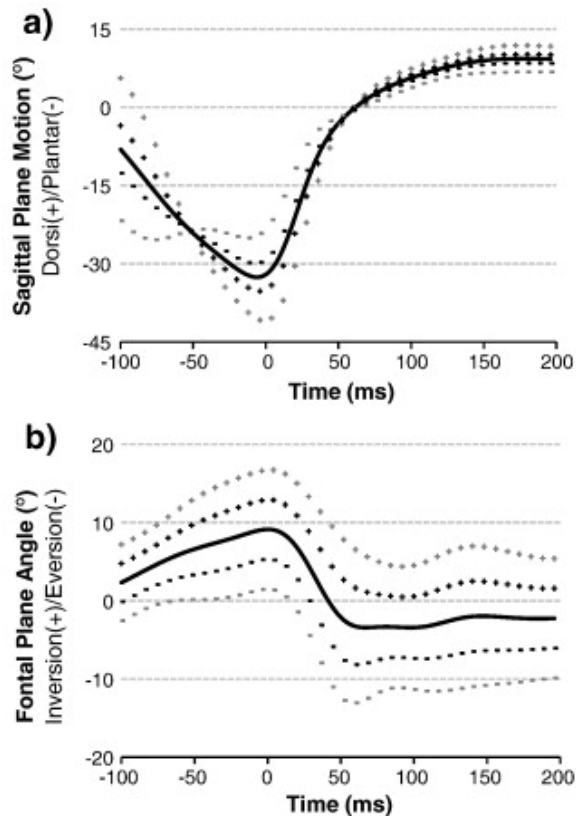 a)
Sagittal Plane Motion (°)
Dorsi(+)/Plantar(-)
15
0
-15
-30
-45
-100 -50 0 50 100 150 200
Time (ms)
b)
Fontal Plane Angle (°)
Inversion(+)/Eversion(-)
20
10
0
-10
-20
-100 -50 0 50 100 150 200
Time (ms)